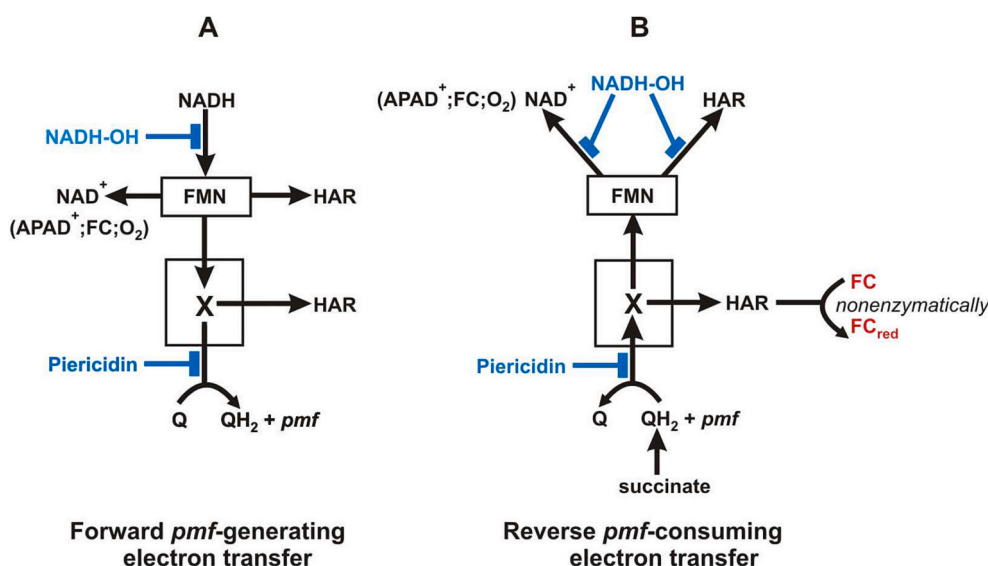 A
NADH
NADH-OH
NAD⁺
FMN
HAR
(APAD⁺;FC;O₂)
X
HAR
Piericidin
Q
QH₂ + pmf
Forward pmf-generating
electron transfer
B
(APAD⁺;FC;O₂) NAD⁺
NADH-OH
HAR
FMN
X
HAR
FC
nonenzymatically
FCred
Piericidin
Q
QH₂ + pmf
succinate
Reverse pmf-consuming
electron transfer